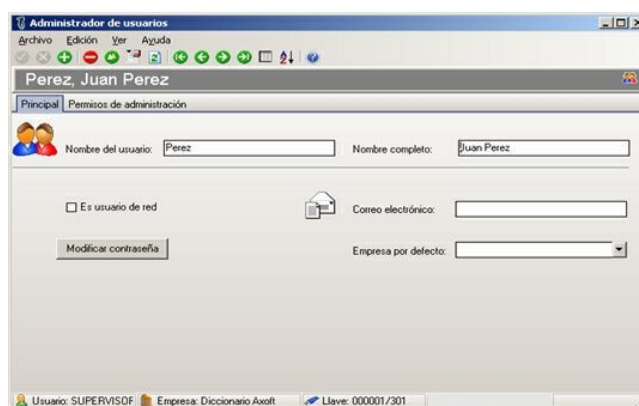 Administrador de usuarios
Archivo Edición Ver Ayuda
Perez, Juan Perez
Principal Permisos de administración
Nombre del usuario: Perez Nombre completo: Juan Perez
Es usuario de red Correo electrónico:
Modificar contraseña Empresa por defecto:
Usuario: SUPERVISOF Empresa: Diccionario Axoft Llave: 000001/301